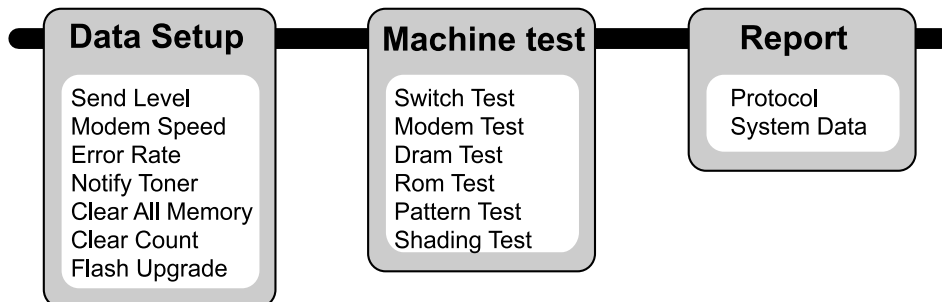 Data Setup
Send Level
Modem Speed
Error Rate
Notify Toner
Clear All Memory
Clear Count
Flash Upgrade
Machine test
Switch Test
Modem Test
Dram Test
Rom Test
Pattern Test
Shading Test
Report
Protocol
System Data